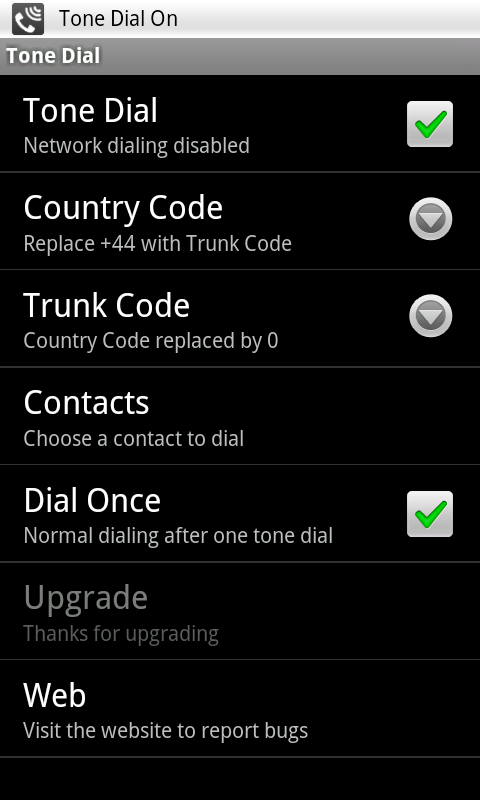 Tone Dial On
Tone Dial
Tone Dial
Network dialing disabled
Country Code
Replace +44 with Trunk Code
Trunk Code
Country Code replaced by 0
Contacts
Choose a contact to dial
Dial Once
Normal dialing after one tone dial
Upgrade
Thanks for upgrading
Web
Visit the website to report bugs